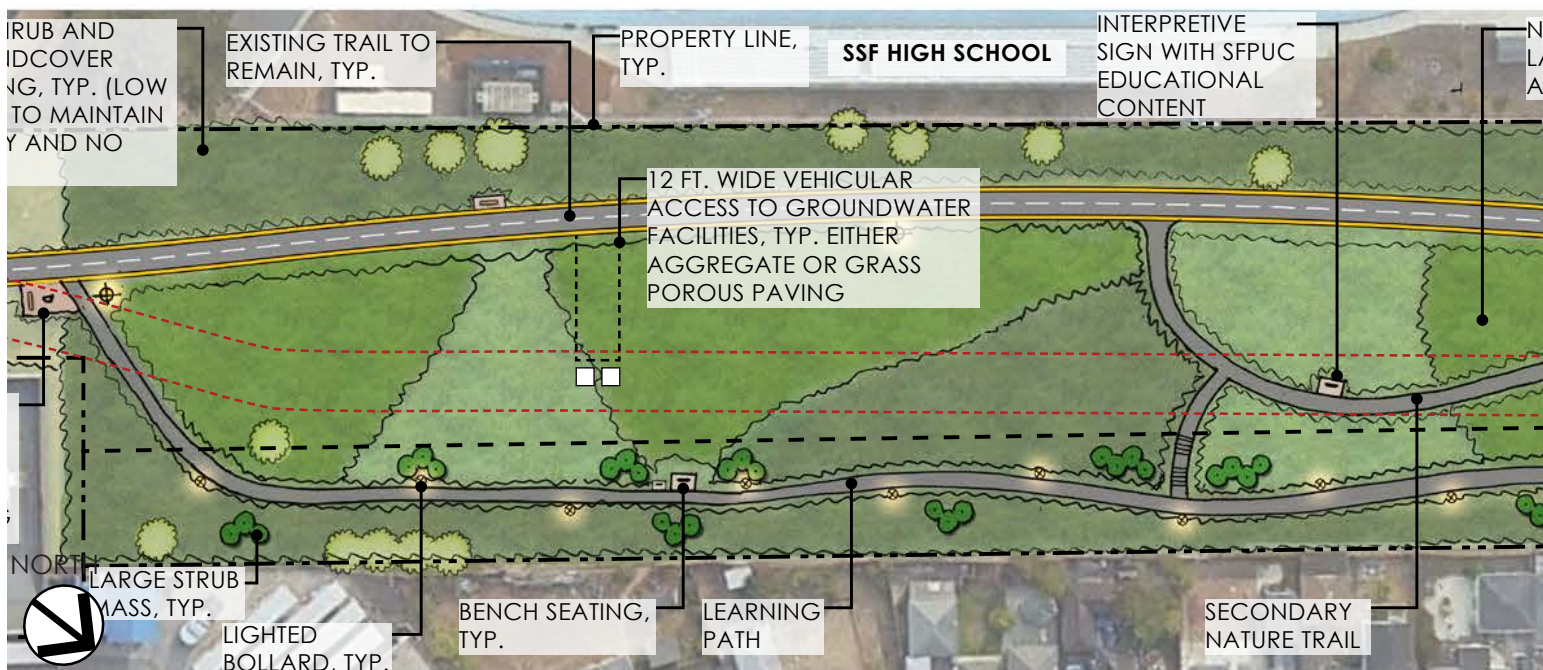 RUB AND
NDCOVER
NG, TYP. (LOW
TO MAINTAIN
Y AND NO
EXISTING TRAIL TO
REMAIN, TYP.
PROPERTY LINE,
TYP.
SSF HIGH SCHOOL
INTERPRETIVE
SIGN WITH SFPUC
EDUCATIONAL
CONTENT
N
LA
A
12 FT. WIDE VEHICULAR
ACCESS TO GROUNDWATER
FACILITIES, TYP. EITHER
AGGREGATE OR GRASS
POROUS PAVING
NORTH
LARGE STRUB
MASS, TYP.
LIGHTED
BOLLARD, TYP.
BENCH SEATING,
TYP.
LEARNING
PATH
SECONDARY
NATURE TRAIL